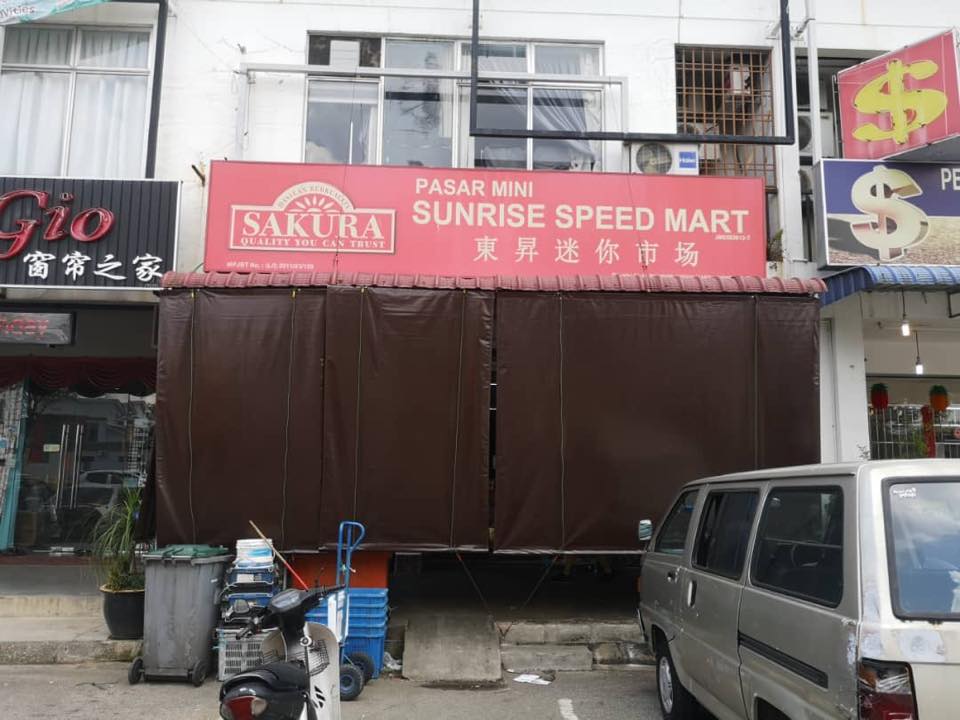 Gio
窗帘之家
SAKURA
QUALITY YOU CAN TRUST
PASAR MINI
SUNRISE SPEED MART
東昇迷你市场
Haier
$
$
PE